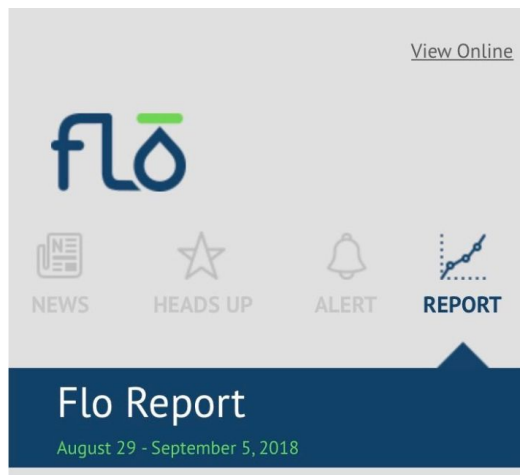 View Online
flō
NEWS
HEADS UP
ALERT
REPORT
Flo Report
August 29 - September 5, 2018